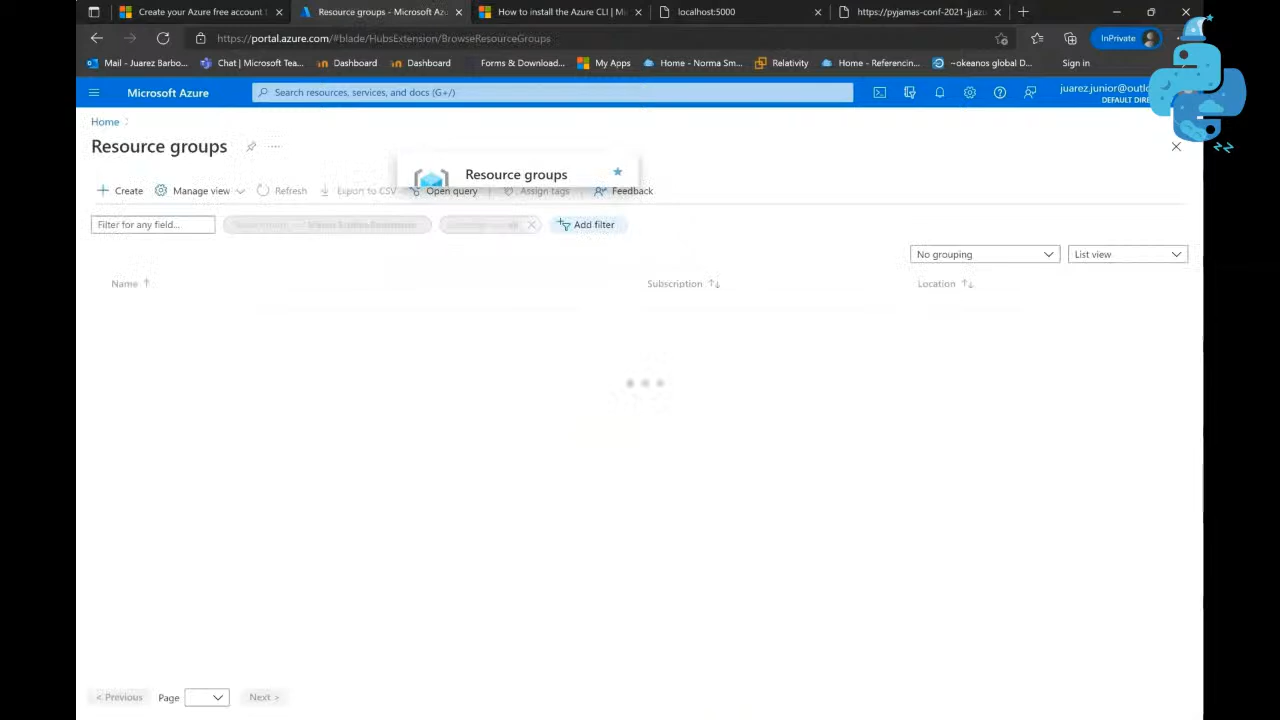 Create your Azure free account
Resource groups - Microsoft Az
How to install the Azure CLI | M
localhost:5000
https://pyjamas-conf-2021-jj.az
https://portal.azure.com/#blade/HubsExtension/BrowseResourceGroups
InPrivate
Mail - Juarez Barbo...
Chat | Microsoft Tea...
Dashboard
Dashboard
Forms & Download...
My Apps
Home - Norma Sm...
Relativity
Home - Referencin...
~okeanos global D...
Sign in
Microsoft Azure
Search resources, services, and docs (G+/)
juarez.junior@outlo
DEFAULT DIRE
Home
Resource groups
Resource groups
Create
Manage view
Refresh
Export to CSV
Open query
Assign tags
Feedback
Filter for any field...
Add filter
No grouping
List view
Name
Subscription
Location
< Previous
Page
Next >
zz